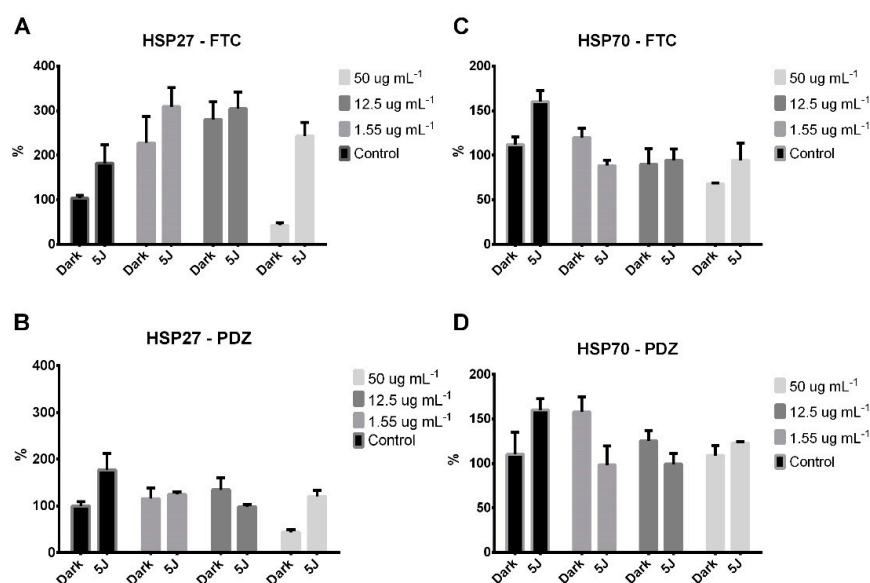 A
HSP27 - FTC
400
300
200
100
0
%
Dark
5J
Dark
5J
Dark
5J
Dark
5J
50 ug mL⁻¹
12.5 ug mL⁻¹
1.55 ug mL⁻¹
Control
C
HSP70 - FTC
200
150
100
50
0
%
Dark
5J
Dark
5J
Dark
5J
Dark
5J
50 ug mL⁻¹
12.5 ug mL⁻¹
1.55 ug mL⁻¹
Control
B
HSP27 - PDZ
400
300
200
100
0
%
Dark
5J
Dark
5J
Dark
5J
Dark
5J
50 ug mL⁻¹
12.5 ug mL⁻¹
1.55 ug mL⁻¹
Control
D
HSP70 - PDZ
200
150
100
50
0
%
Dark
5J
Dark
5J
Dark
5J
Dark
5J
50 ug mL⁻¹
12.5 ug mL⁻¹
1.55 ug mL⁻¹
Control